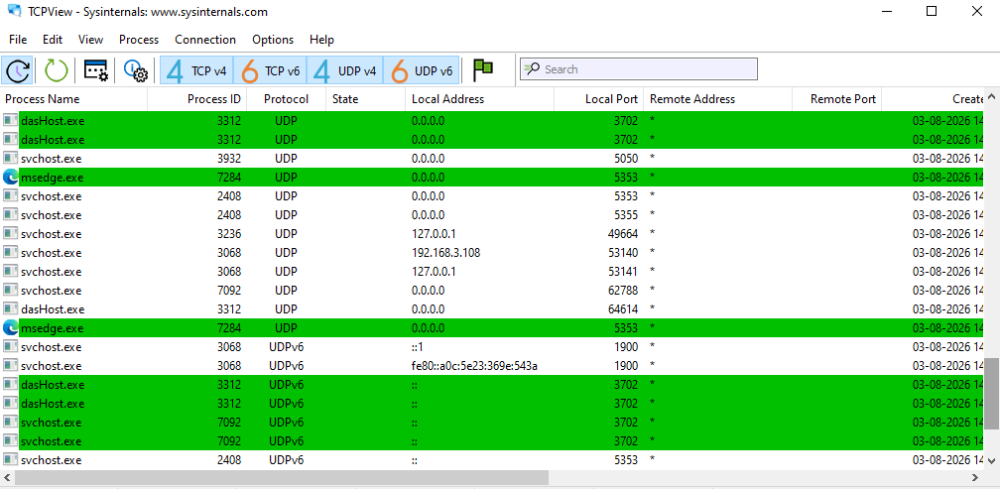 TCPView - Sysinternals: www.sysinternals.com
File Edit View Process Connection Options Help
4 TCP v4 6 TCP v6 4 UDP v4 6 UDP v6 Search
Process Name Process ID Protocol State Local Address Local Port Remote Address Remote Port Create
dasHost.exe 3312 UDP 0.0.0.0 3702 * 03-08-2026 14
dasHost.exe 3312 UDP 0.0.0.0 3702 * 03-08-2026 14
svchost.exe 3932 UDP 0.0.0.0 5050 * 03-08-2026 14
msedge.exe 7284 UDP 0.0.0.0 5353 * 03-08-2026 14
svchost.exe 2408 UDP 0.0.0.0 5353 * 03-08-2026 14
svchost.exe 2408 UDP 0.0.0.0 5355 * 03-08-2026 14
svchost.exe 3236 UDP 127.0.0.1 49664 * 03-08-2026 14
svchost.exe 3068 UDP 192.168.3.108 53140 * 03-08-2026 14
svchost.exe 3068 UDP 127.0.0.1 53141 * 03-08-2026 14
svchost.exe 7092 UDP 0.0.0.0 62788 * 03-08-2026 14
dasHost.exe 3312 UDP 0.0.0.0 64614 * 03-08-2026 14
msedge.exe 7284 UDP 0.0.0.0 5353 * 03-08-2026 14
svchost.exe 3068 UDPv6 ::1 1900 * 03-08-2026 14
svchost.exe 3068 UDPv6 fe80::a0c:5e23:369e:543a 1900 * 03-08-2026 14
dasHost.exe 3312 UDPv6 :: 3702 * 03-08-2026 14
dasHost.exe 3312 UDPv6 :: 3702 * 03-08-2026 14
svchost.exe 7092 UDPv6 :: 3702 * 03-08-2026 14
svchost.exe 7092 UDPv6 :: 3702 * 03-08-2026 14
svchost.exe 2408 UDPv6 :: 5353 * 03-08-2026 14